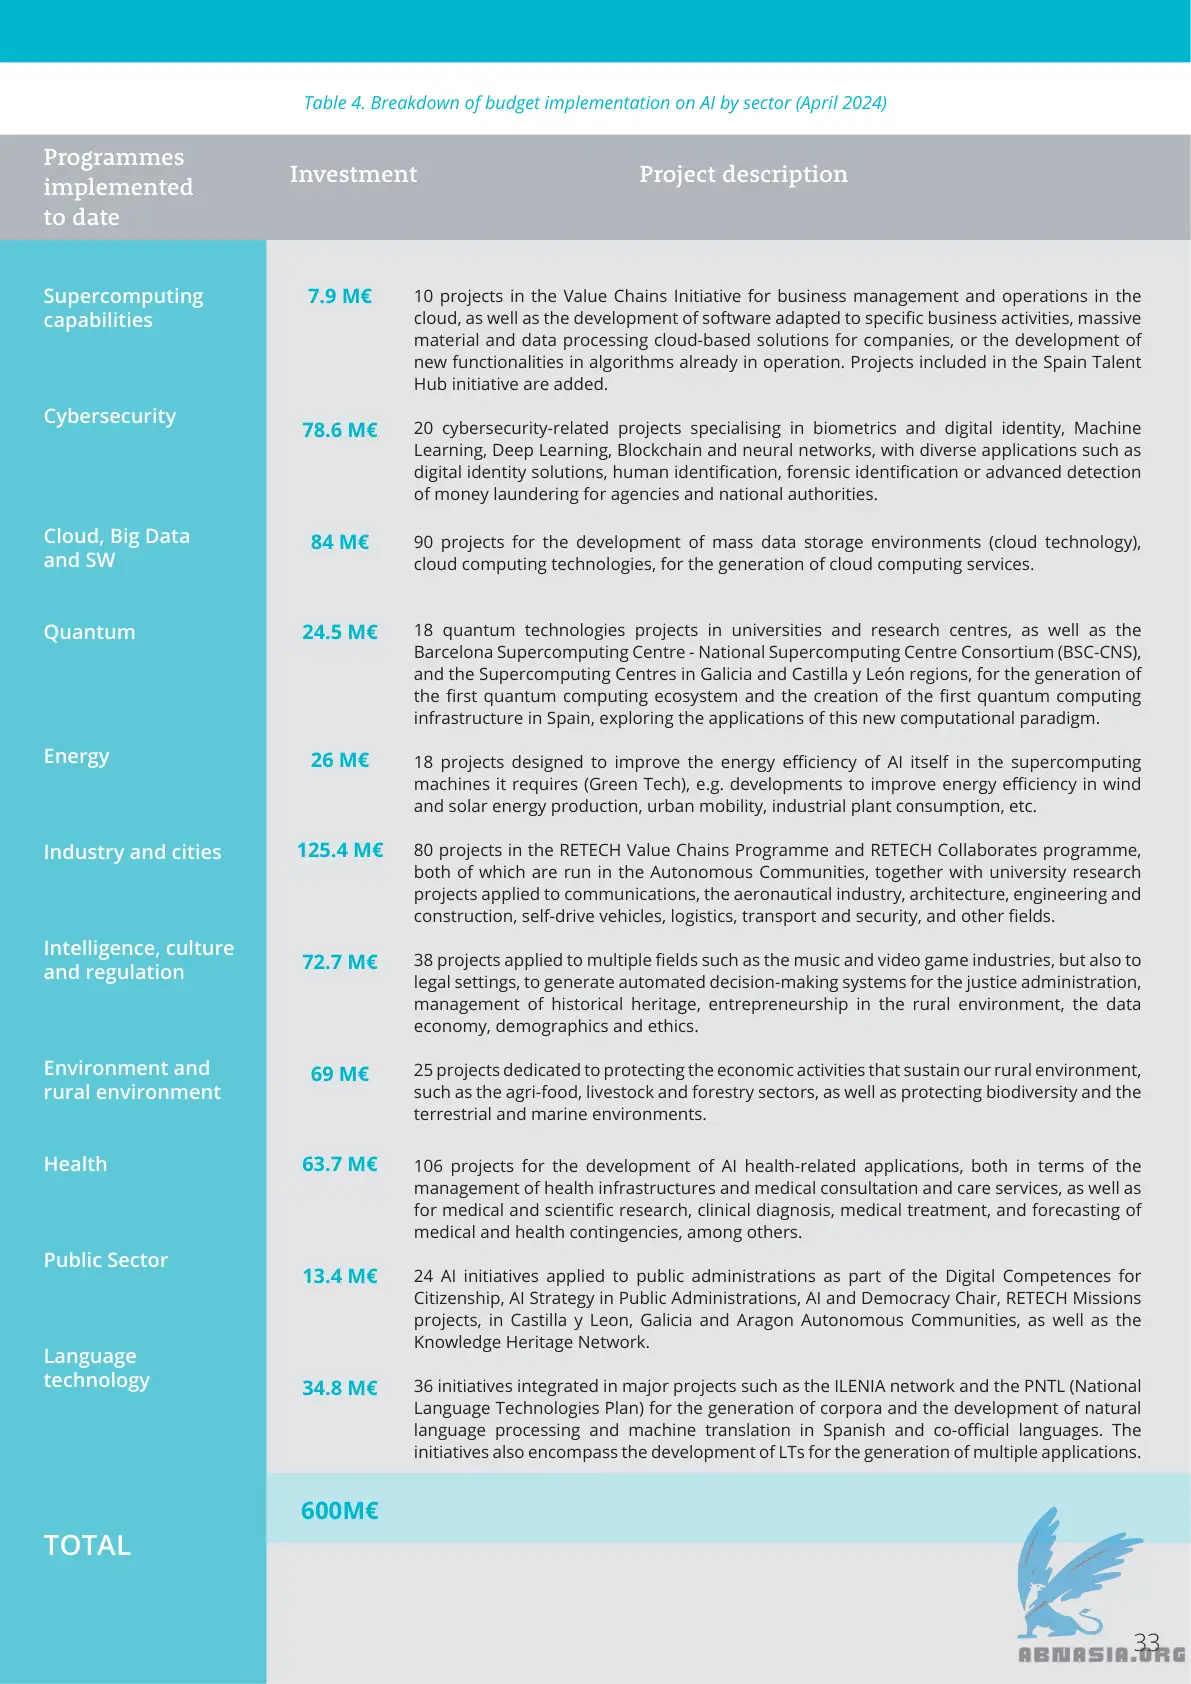 Table 4. Breakdown of budget implementation on AI by sector (April 2024)
Programmes
implemented
to date
Investment
Project description
Supercomputing
capabilities
7.9 M€
10 projects in the Value Chains Initiative for business management and operations in the
cloud, as well as the development of software adapted to specific business activities, massive
material and data processing cloud-based solutions for companies, or the development of
new functionalities in algorithms already in operation. Projects included in the Spain Talent
Hub initiative are added.
Cybersecurity
78.6 M€
20 cybersecurity-related projects specialising in biometrics and digital identity, Machine
Learning, Deep Learning, Blockchain and neural networks, with diverse applications such as
digital identity solutions, human identification, forensic identification or advanced detection
of money laundering for agencies and national authorities.
Cloud, Big Data
and SW
84 M€
90 projects for the development of mass data storage environments (cloud technology),
cloud computing technologies, for the generation of cloud computing services.
Quantum
24.5 M€
18 quantum technologies projects in universities and research centres, as well as the
Barcelona Supercomputing Centre - National Supercomputing Centre Consortium (BSC-CNS),
and the Supercomputing Centres in Galicia and Castilla y León regions, for the generation of
the first quantum computing ecosystem and the creation of the first quantum computing
infrastructure in Spain, exploring the applications of this new computational paradigm.
Energy
26 M€
18 projects designed to improve the energy efficiency of AI itself in the supercomputing
machines it requires (Green Tech), e.g. developments to improve energy efficiency in wind
and solar energy production, urban mobility, industrial plant consumption, etc.
Industry and cities
125.4 M€
80 projects in the RETECH Value Chains Programme and RETECH Collaborates programme,
both of which are run in the Autonomous Communities, together with university research
projects applied to communications, the aeronautical industry, architecture, engineering and
construction, self-drive vehicles, logistics, transport and security, and other fields.
Intelligence, culture
and regulation
72.7 M€
38 projects applied to multiple fields such as the music and video game industries, but also to
legal settings, to generate automated decision-making systems for the justice administration,
management of historical heritage, entrepreneurship in the rural environment, the data
economy, demographics and ethics.
Environment and
rural environment
69 M€
25 projects dedicated to protecting the economic activities that sustain our rural environment,
such as the agri-food, livestock and forestry sectors, as well as protecting biodiversity and the
terrestrial and marine environments.
Health
63.7 M€
106 projects for the development of AI health-related applications, both in terms of the
management of health infrastructures and medical consultation and care services, as well as
for medical and scientific research, clinical diagnosis, medical treatment, and forecasting of
medical and health contingencies, among others.
Public Sector
13.4 M€
24 AI initiatives applied to public administrations as part of the Digital Competences for
Citizenship, AI Strategy in Public Administrations, AI and Democracy Chair, RETECH Missions
projects, in Castilla y Leon, Galicia and Aragon Autonomous Communities, as well as the
Knowledge Heritage Network.
Language
technology
34.8 M€
36 initiatives integrated in major projects such as the ILENIA network and the PNTL (National
Language Technologies Plan) for the generation of corpora and the development of natural
language processing and machine translation in Spanish and co-official languages. The
initiatives also encompass the development of LTs for the generation of multiple applications.
TOTAL
600M€
33
ABNASIA.ORG